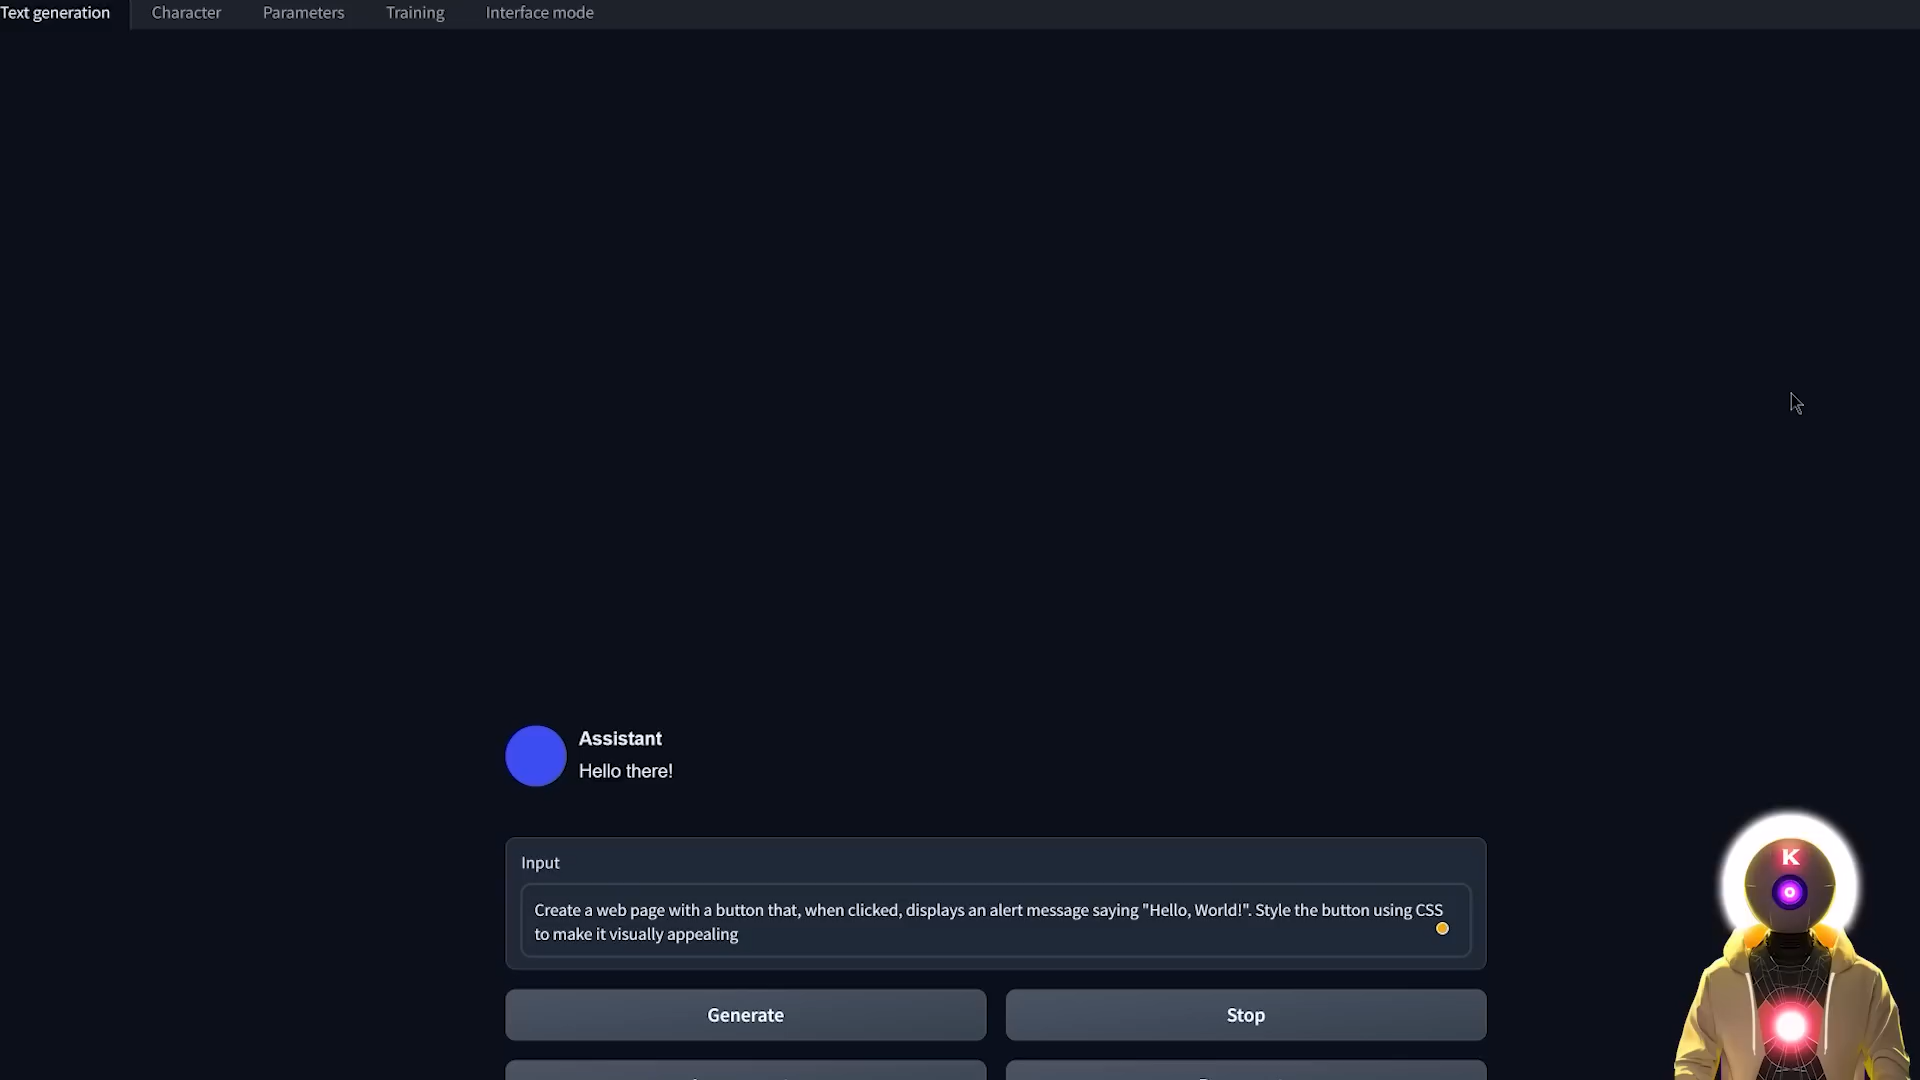 Text generation Character Parameters Training Interface mode
Assistant
Hello there!
Input
Create a web page with a button that, when clicked, displays an alert message saying "Hello, World!". Style the button using CSS
to make it visually appealing
Generate Stop
K